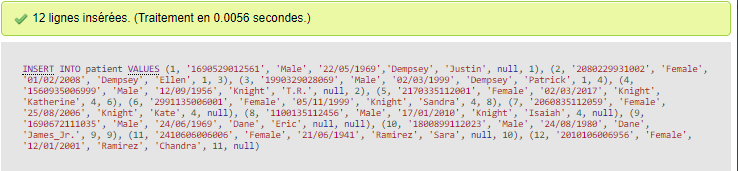 12 lignes insérées. (Traitement en 0.0056 secondes.)
INSERT INTO patient VALUES (1, '1690529012561', 'Male', '22/05/1969','Dempsey', 'Justin', null, 1), (2, '2080229931002', 'Female',
'01/02/2008', 'Dempsey', 'Ellen', 1, 3), (3, '1990329028069', 'Male', '02/03/1999', 'Dempsey', 'Patrick', 1, 4), (4,
'1560935006999', 'Male', '12/09/1956', 'Knight', 'T.R.', null, 2), (5, '2170335112001', 'Female', '02/03/2017', 'Knight',
'Katherine', 4, 6), (6, '2991135006001', 'Female', '05/11/1999', 'Knight', 'Sandra', 4, 8), (7, '2060835112059', 'Female',
'25/08/2006', 'Knight', 'Kate', 4, null), (8, '1100135112456', 'Male', '17/01/2010', 'Knight', 'Isaiah', 4, null), (9,
'1690672111035', 'Male', '24/06/1969', 'Dane', 'Eric', null, null), (10, '1800899112023', 'Male', '24/08/1980', 'Dane',
'James_Jr.', 9, 9), (11, '2410606006006', 'Female', '21/06/1941', 'Ramirez', 'Sara', null, 10), (12, '2010106006956', 'Female',
'12/01/2001', 'Ramirez', 'Chandra', 11, null)